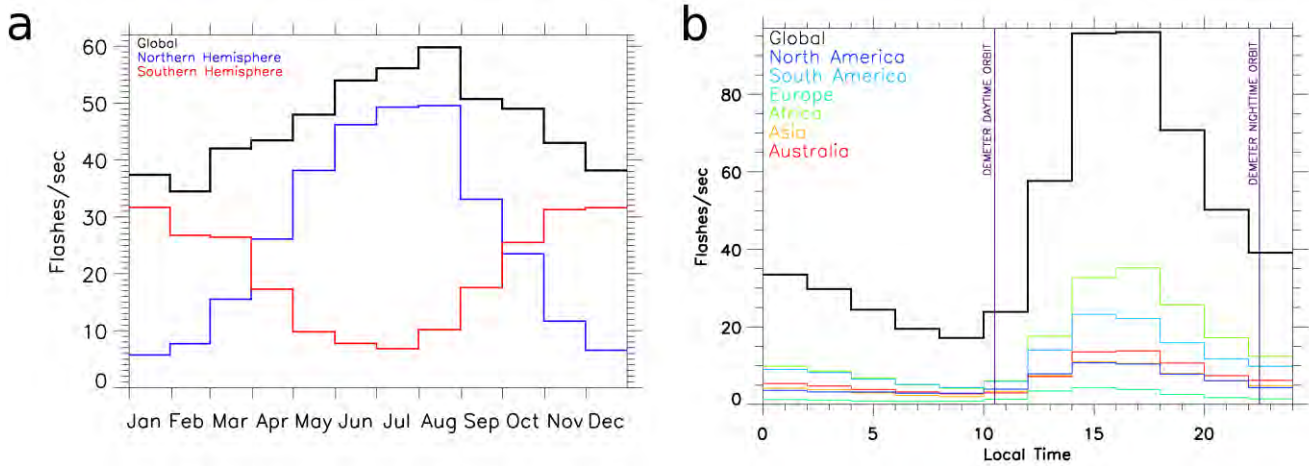 a
Global
Northern Hemisphere
Southern Hemisphere
Flashes/sec
60
50
40
30
20
10
0
Jan Feb Mar Apr May Jun Jul Aug Sep Oct Nov Dec
b
Global
North America
South America
Europe
Africa
Asia
Australia
DEMETER DAYTIME ORBIT
DEMETER NIGHTTIME ORBIT
Flashes/sec
80
60
40
20
0
0 5 10 15 20
Local Time